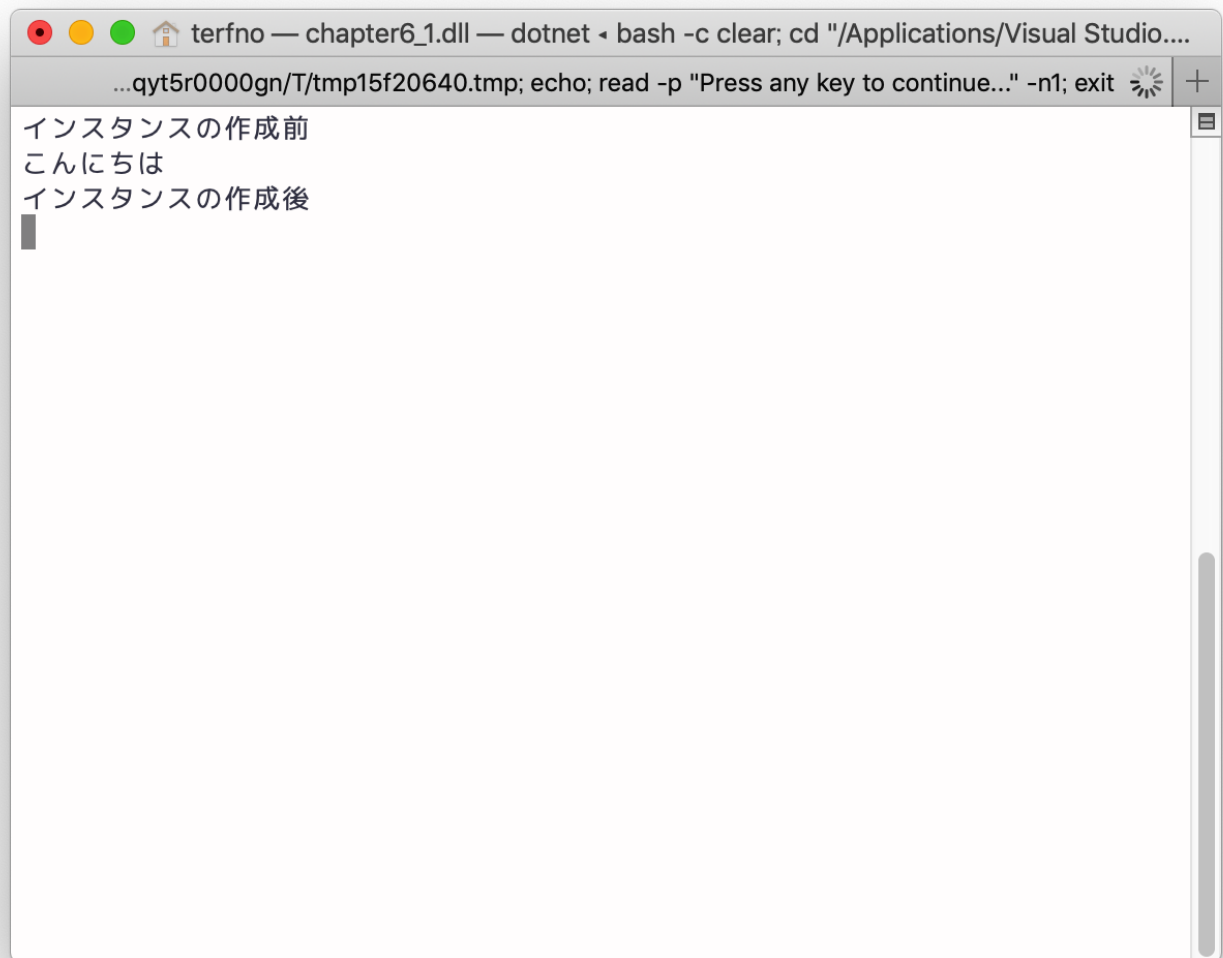 terfno — chapter6_1.dll — dotnet ◂ bash -c clear; cd "/Applications/Visual Studio....
...qyt5r0000gn/T/tmp15f20640.tmp; echo; read -p "Press any key to continue..." -n1; exit
インスタンスの作成前
こんにちは
インスタンスの作成後